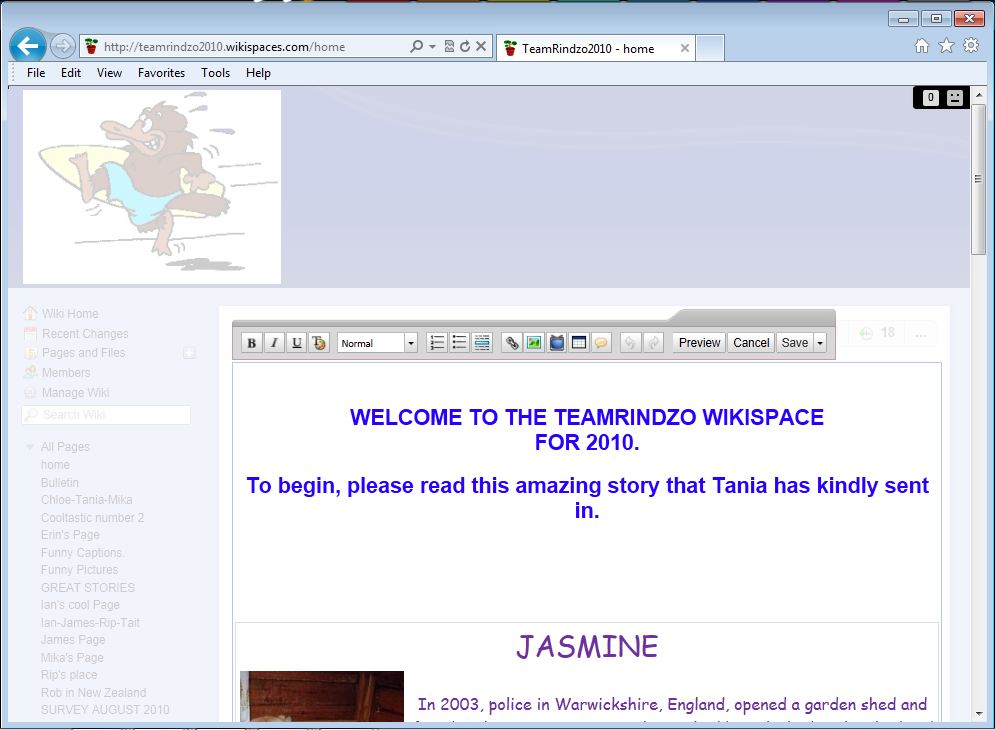 http://teamrindzo2010.wikispaces.com/home
TeamRindzo2010 - home
File Edit View Favorites Tools Help
0
Wiki Home
Recent Changes
Pages and Files
Members
Manage Wiki
Search Wiki
All Pages
home
Bulletin
Chloe-Tania-Mika
Cooltastic number 2
Erin's Page
Funny Captions.
Funny Pictures
GREAT STORIES
Ian's cool Page
Ian-James-Rip-Tait
James Page
Mika's Page
Rip's place
Rob in New Zealand
SURVEY AUGUST 2010
18 ...
B I U Normal Preview Cancel Save
WELCOME TO THE TEAMRINDZO WIKISPACE
FOR 2010.
To begin, please read this amazing story that Tania has kindly sent
in.
JASMINE
In 2003, police in Warwickshire, England, opened a garden shed and